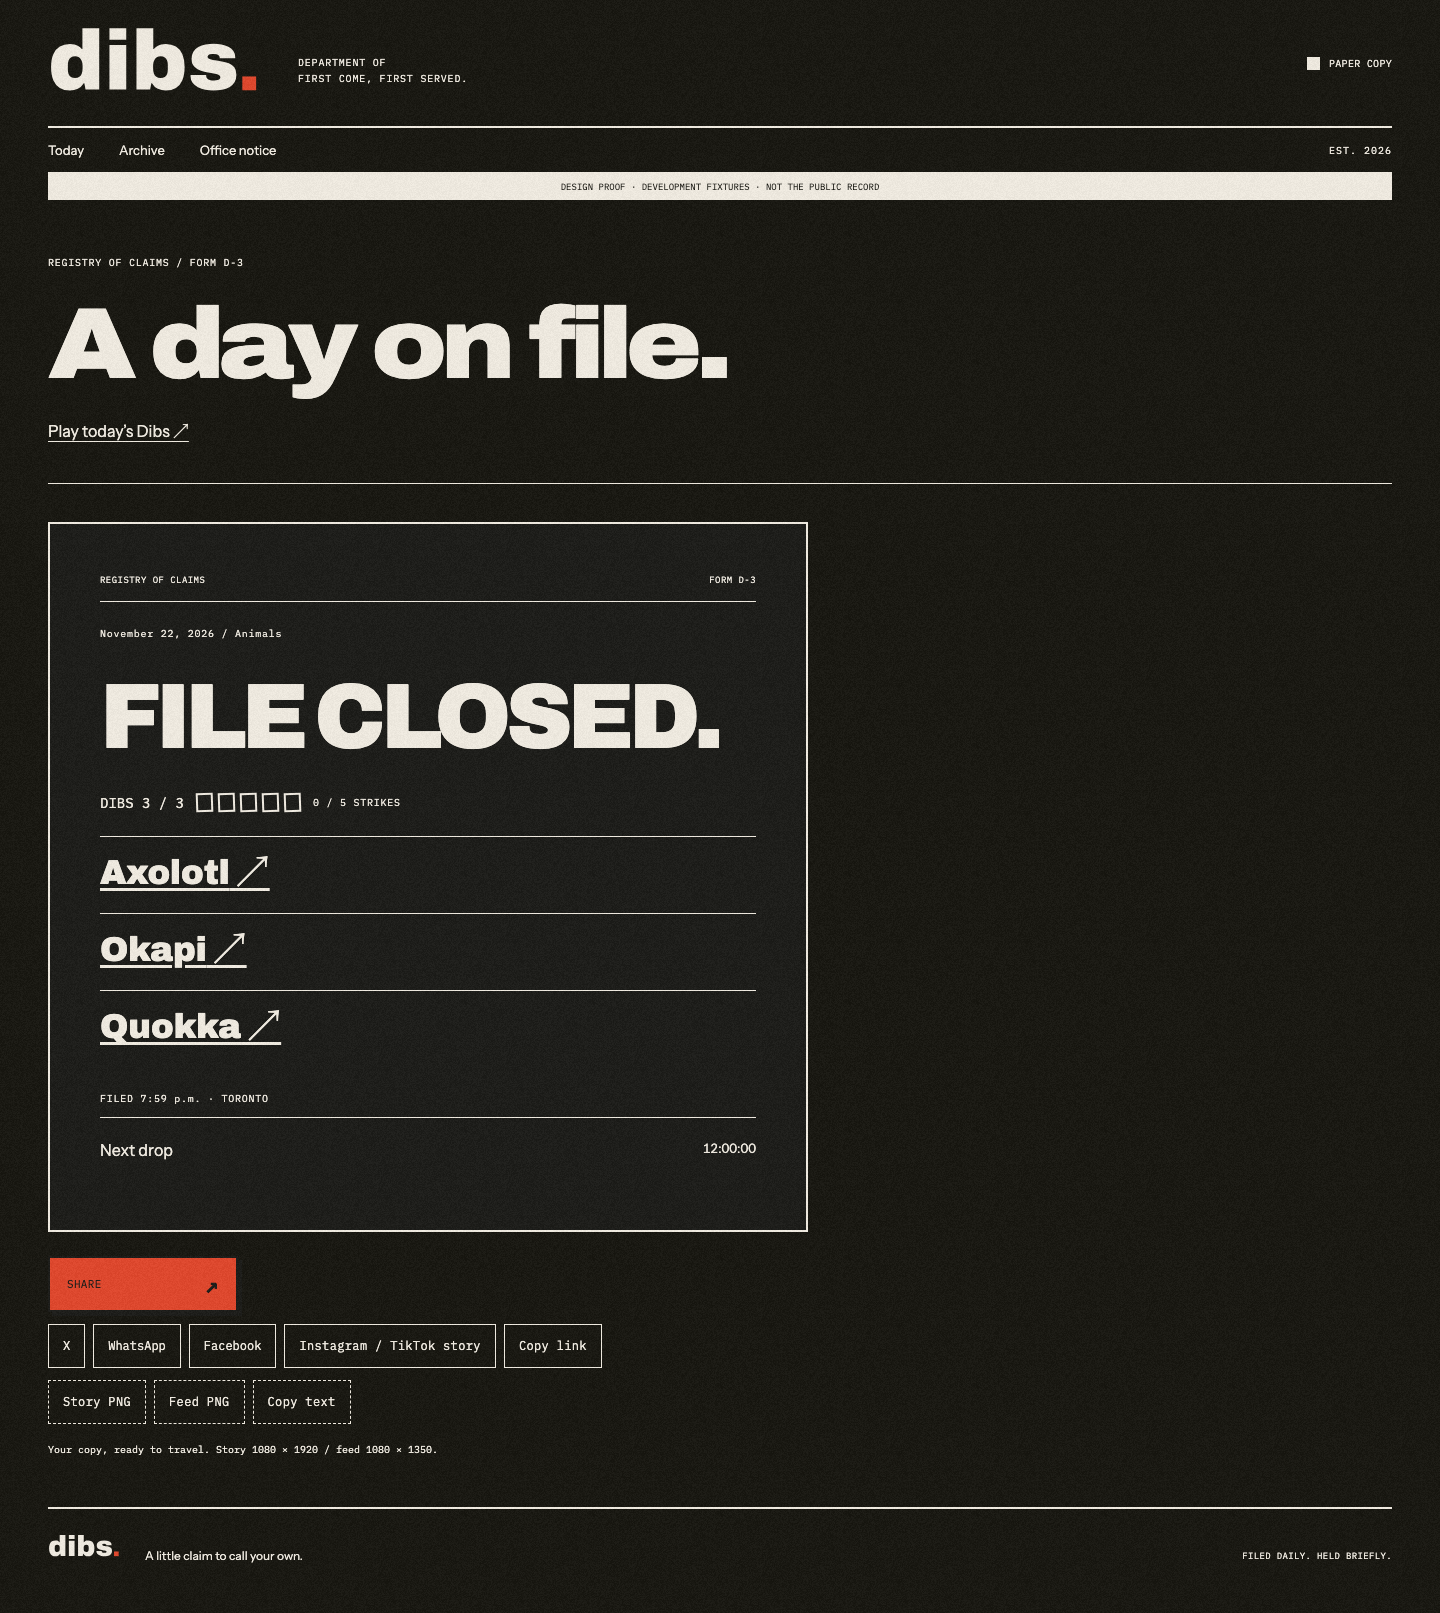 dibs.
DEPARTMENT OF
FIRST COME, FIRST SERVED.
PAPER COPY
Today Archive Office notice
EST. 2026
DESIGN PROOF · DEVELOPMENT FIXTURES · NOT THE PUBLIC RECORD
REGISTRY OF CLAIMS / FORM D-3
A day on file.
Play today's Dibs ↗
REGISTRY OF CLAIMS FORM D-3
November 22, 2026 / Animals
FILE CLOSED.
DIBS 3 / 3 0 / 5 STRIKES
Axolotl ↗
Okapi ↗
Quokka ↗
FILED 7:59 p.m. · TORONTO
Next drop 12:00:00
SHARE ↗
X WhatsApp Facebook Instagram / TikTok story Copy link
Story PNG Feed PNG Copy text
Your copy, ready to travel. Story 1080 × 1920 / feed 1080 × 1350.
dibs. A little claim to call your own. FILED DAILY. HELD BRIEFLY.